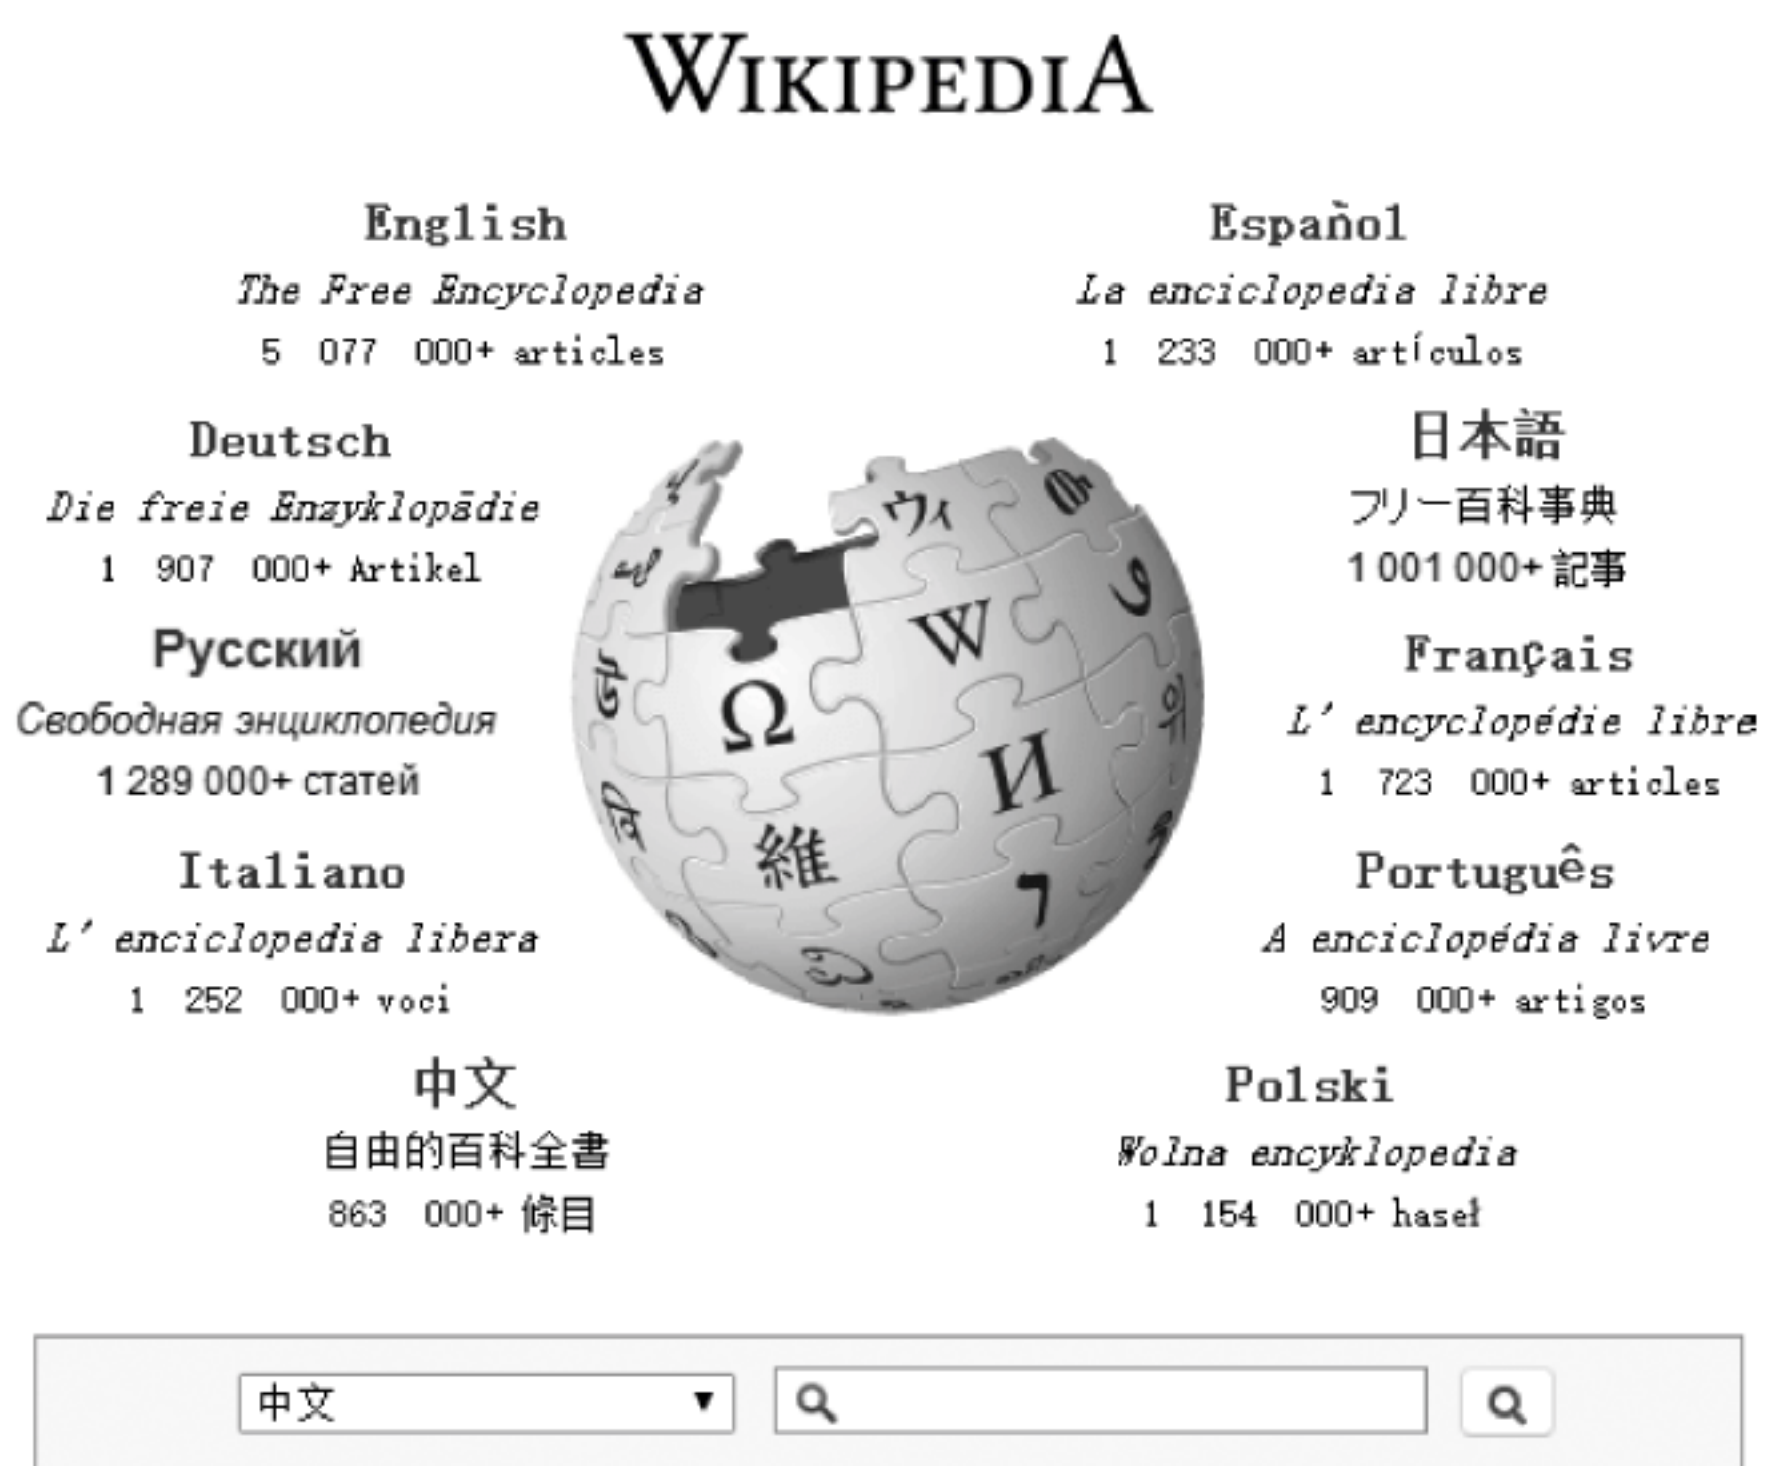 WIKIPEDIA
English
The Free Encyclopedia
5 077 000+ articles
Español
La enciclopedia libre
1 233 000+ artículos
Deutsch
Die freie Enzyklopädie
1 907 000+ Artikel
日本語
フリー百科事典
1 001 000+ 記事
Русский
Свободная энциклопедия
1 289 000+ статей
Français
L’encyclopédie libre
1 723 000+ articles
Italiano
L’enciclopedia libera
1 252 000+ voci
Português
A enciclopédia livre
909 000+ artigos
中文
自由的百科全書
863 000+ 條目
Polski
Wolna encyklopedia
1 154 000+ haseł
ウィ
W
Ω
И
維
중文